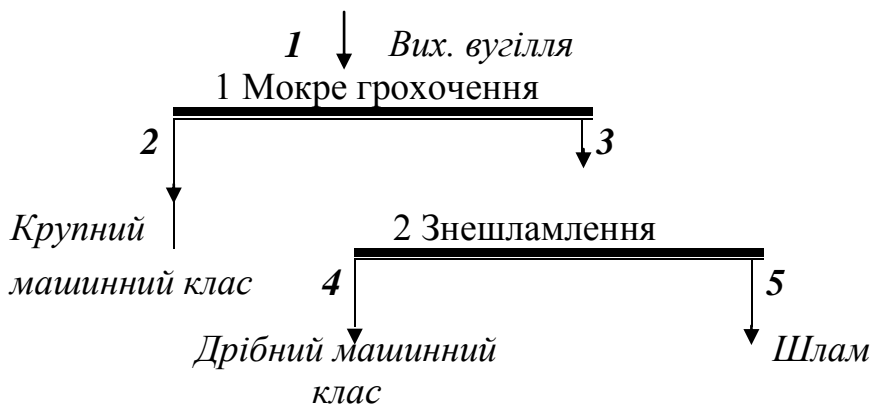 1 Вих. вугілля
1 Мокре грохочення
2 3
Крупний 2 Знешламлення
машинний клас 4 5
Дрібний машинний Шлам
клас